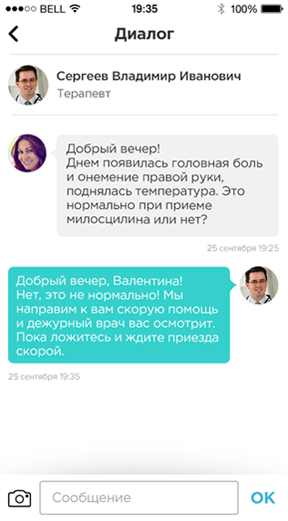 BELL 19:35 100%
Диалог
Сергеев Владимир Иванович
Терапевт
Добрый вечер!
Днем появилась головная боль
и онемение правой руки,
поднялась температура. Это
нормально при приеме
милосцилина или нет?
25 сентября 19:25
Добрый вечер, Валентина!
Нет, это не нормально! Мы
направим к вам скорую помощь
и дежурный врач вас осмотрит.
Пока ложитесь и ждите приезда
скорой.
25 сентября 19:35
Сообщение OK